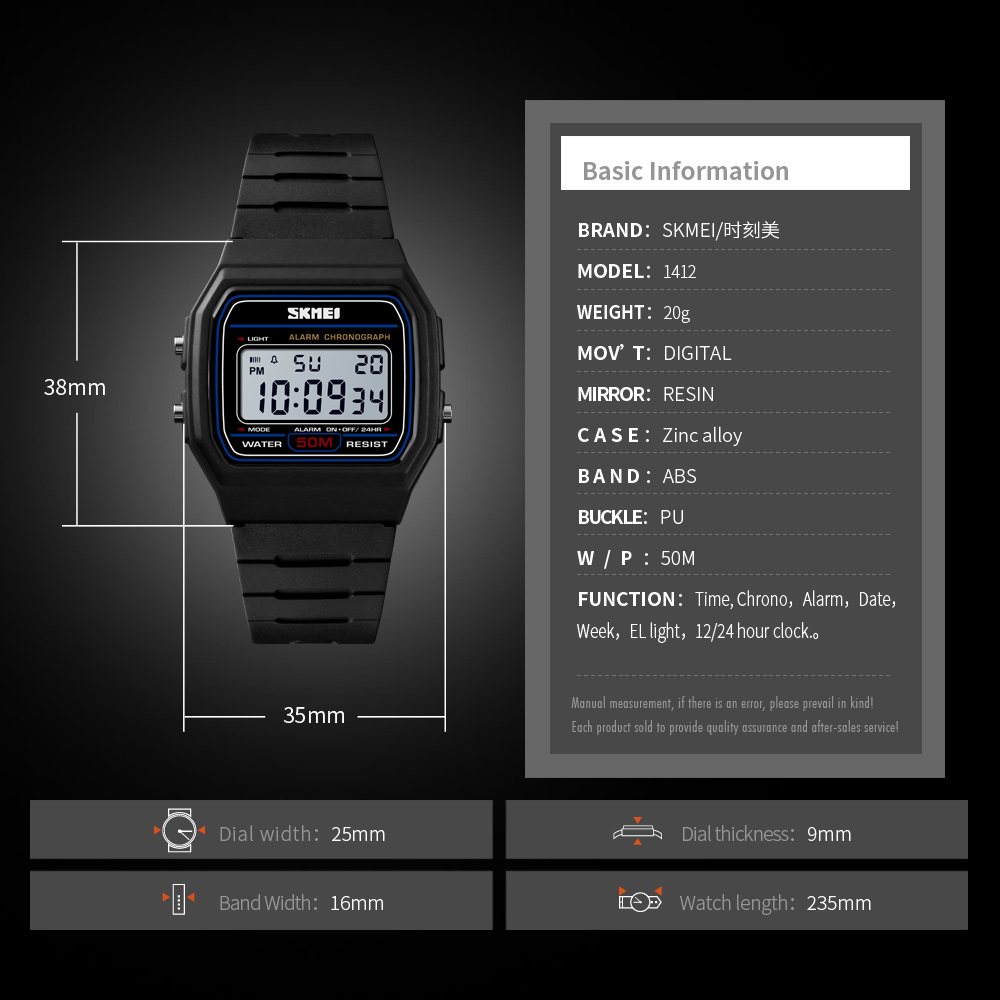 Basic Information
BRAND: SKMEI/时刻美
MODEL: 1412
WEIGHT: 20g
MOV'T: DIGITAL
MIRROR: RESIN
CASE: Zinc alloy
BAND: ABS
BUCKLE: PU
W/P: 50M
FUNCTION: Time, Chrono, Alarm, Date,
Week, EL light, 12/24 hour clock.。
Manual measurement, if there is an error, please prevail in kind!
Each product sold to provide quality assurance and after-sales service!
SKMEI
LIGHT
ALARM CHRONOGRAPH
SU 20
PM
10:0934
MODE ALARM ON•OFF/24HR
WATER 50M RESIST
38mm
35mm
Dial width: 25mm
Dial thickness: 9mm
Band Width: 16mm
Watch length: 235mm